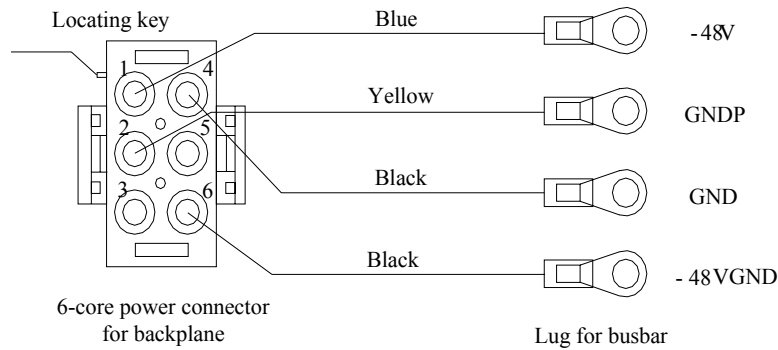 Locating key
Blue
- 48V
1
4
Yellow
GNDP
2
5
Black
GND
3
6
Black
- 48VGND
6-core power connector
for backplane
Lug for busbar